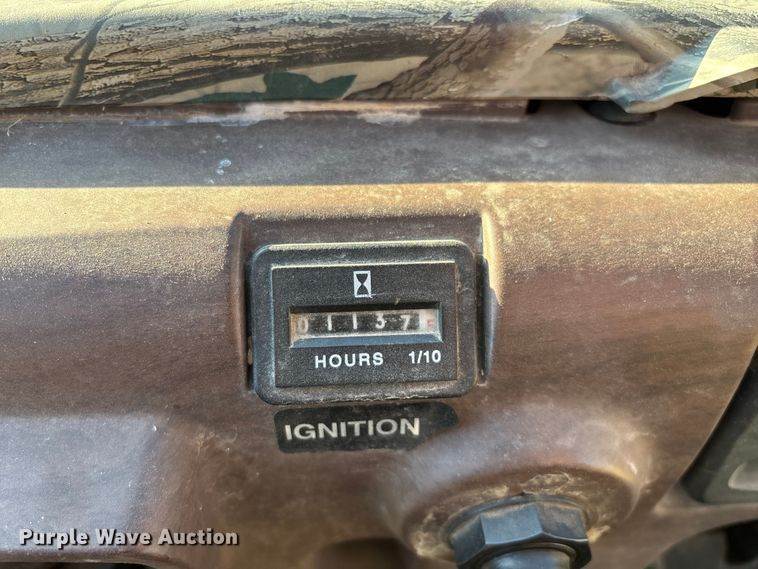 01137
HOURS 1/10
IGNITION
Purple Wave Auction